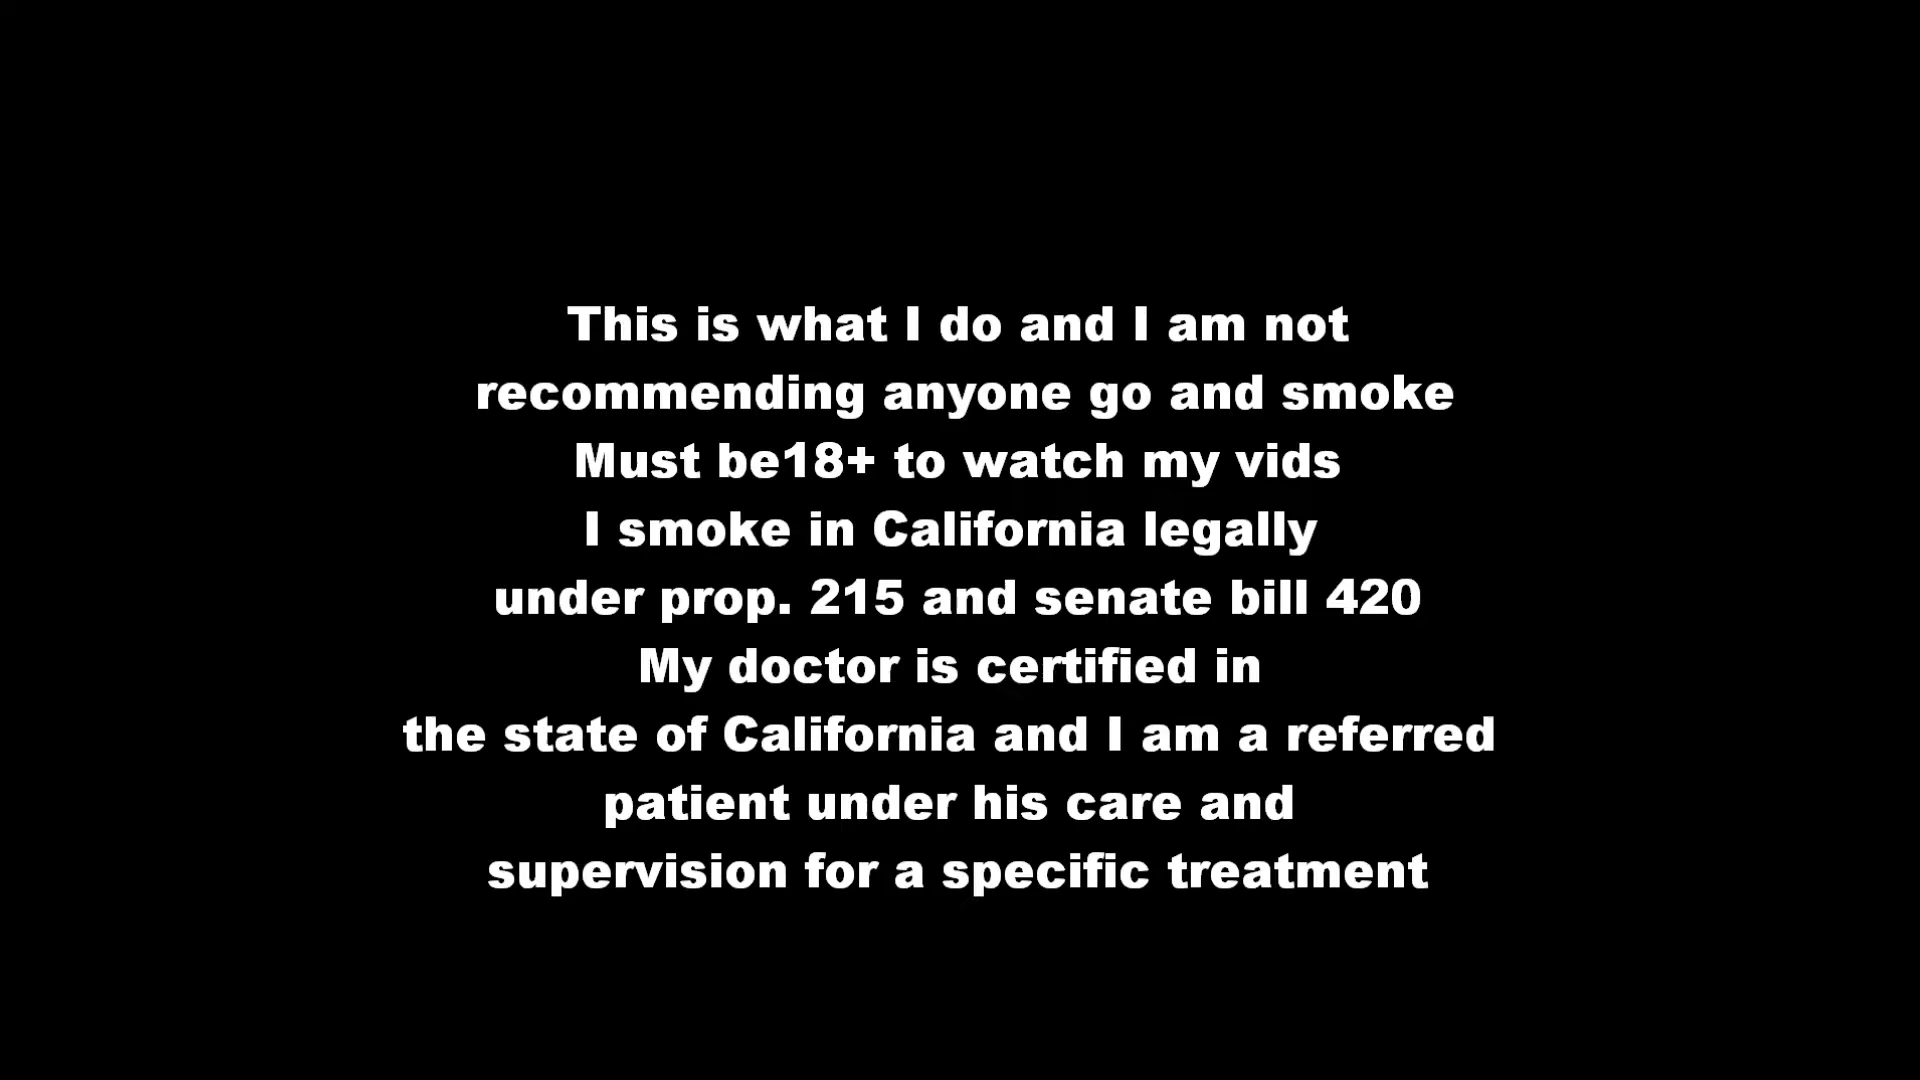 This is what I do and I am not
recommending anyone go and smoke
Must be18+ to watch my vids
I smoke in California legally
under prop. 215 and senate bill 420
My doctor is certified in
the state of California and I am a referred
patient under his care and
supervision for a specific treatment